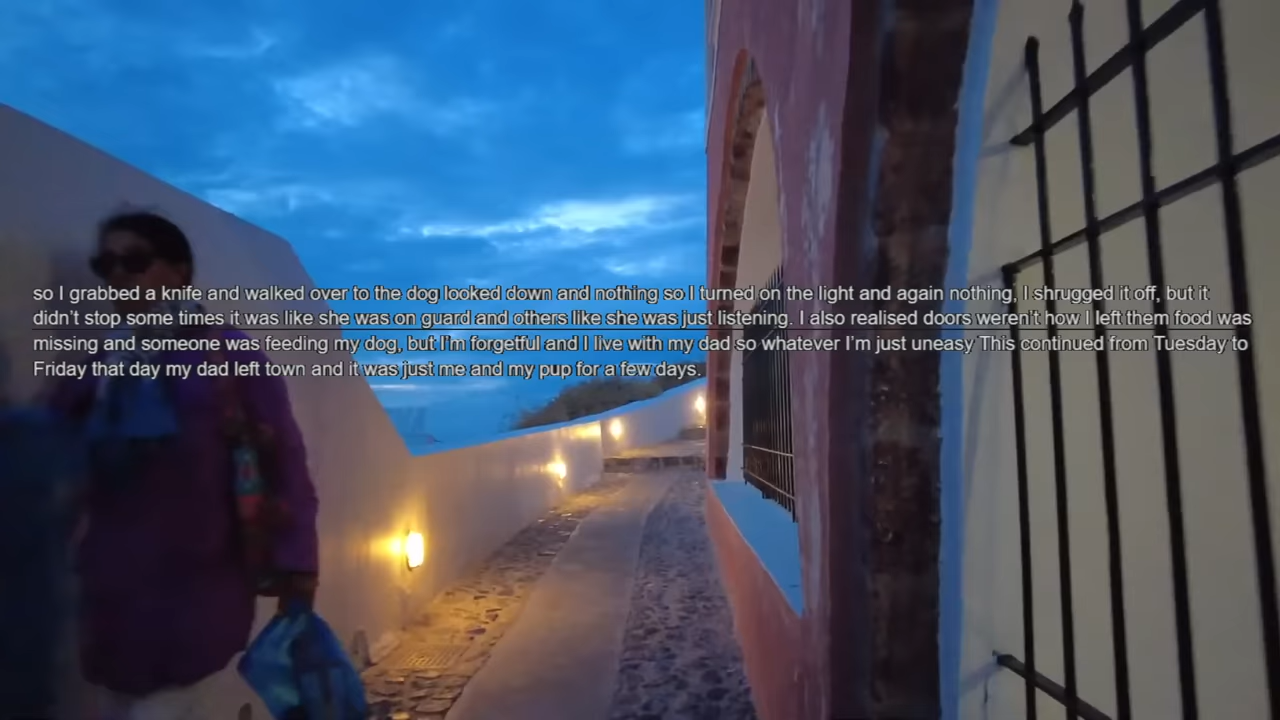 so I grabbed a knife and walked over to the dog looked down and nothing so I turned on the light and again nothing, I shrugged it off, but it
didn't stop some times it was like she was on guard and others like she was just listening. I also realised doors weren't how I left them food was
missing and someone was feeding my dog, but I'm forgetful and I live with my dad so whatever I'm just uneasy This continued from Tuesday to
Friday that day my dad left town and it was just me and my pup for a few days.